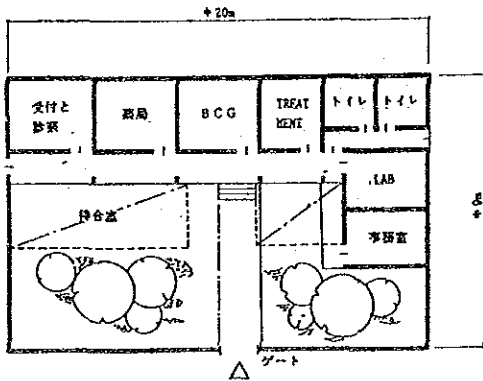 +20m
受付と
診察
薬局
BCG
TREAT
MENT
トイレ
トイレ
LAB
待合室
事務室
ゲート